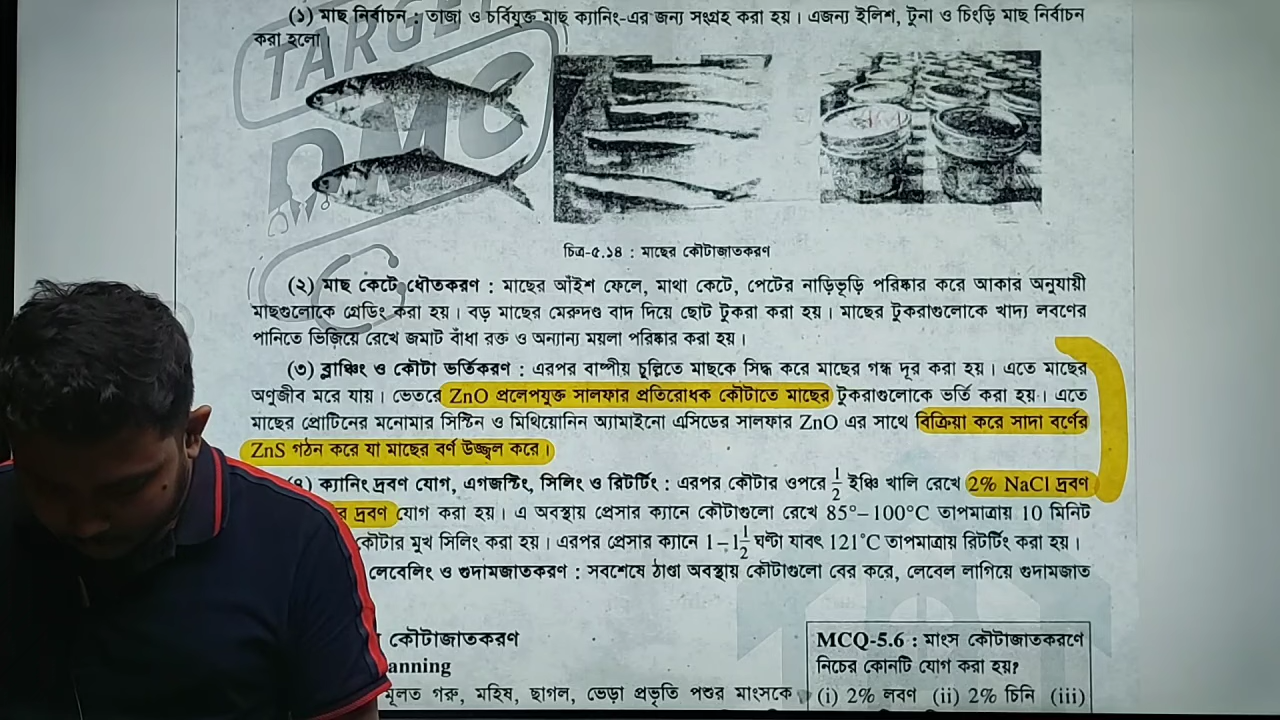 (১) মাছ নির্বাচন : তাজা ও চর্বিযুক্ত মাছ ক্যানিং-এর জন্য সংগ্রহ করা হয়। এজন্য ইলিশ, টুনা ও চিংড়ি মাছ নির্বাচন
করা হলো।
TARGET
DMC
চিত্র-৫.১৪ : মাছের কৌটাজাতকরণ
(২) মাছ কেটে ধৌতকরণ : মাছের আঁইশ ফেলে, মাথা কেটে, পেটের নাড়িভূড়ি পরিষ্কার করে আকার অনুযায়ী
মাছগুলোকে গ্রেডিং করা হয়। বড় মাছের মেরুদণ্ড বাদ দিয়ে ছোট টুকরা করা হয়। মাছের টুকরাগুলোকে খাদ্য লবণের
পানিতে ভিজিয়ে রেখে জমাট বাঁধা রক্ত ও অন্যান্য ময়লা পরিষ্কার করা হয়।
(৩) ব্লাঞ্চিং ও কৌটা ভর্তিকরণ : এরপর বাষ্পীয় চুল্লিতে মাছকে সিদ্ধ করে মাছের গন্ধ দূর করা হয়। এতে মাছের
অণুজীব মরে যায়। ভেতরে ZnO প্রলেপযুক্ত সালফার প্রতিরোধক কৌটাতে মাছের টুকরাগুলোকে ভর্তি করা হয়। এতে
মাছের প্রোটিনের মনোমার সিস্টিন ও মিথিয়োনিন অ্যামাইনো এসিডের সালফার ZnO এর সাথে বিক্রিয়া করে সাদা বর্ণের
ZnS গঠন করে যা মাছের বর্ণ উজ্জ্বল করে।
ক্যানিং দ্রবণ যোগ, এগজস্টিং, সিলিং ও রিটর্টিং : এরপর কৌটার ওপরে ½ ইঞ্চি খালি রেখে 2% NaCl দ্রবণ
দ্রবণ যোগ করা হয়। এ অবস্থায় প্রেসার ক্যানে কৌটাগুলো রেখে 85°–100°C তাপমাত্রায় 10 মিনিট
কৌটার মুখ সিলিং করা হয়। এরপর প্রেসার ক্যানে 1–1½ ঘণ্টা যাবৎ 121°C তাপমাত্রায় রিটর্টিং করা হয়।
লেবেলিং ও গুদামজাতকরণ : সবশেষে ঠাণ্ডা অবস্থায় কৌটাগুলো বের করে, লেবেল লাগিয়ে গুদামজাত
কৌটাজাতকরণ
anning
মূলত গরু, মহিষ, ছাগল, ভেড়া প্রভৃতি পশুর মাংসকে
MCQ-5.6 : মাংস কৌটাজাতকরণে
নিচের কোনটি যোগ করা হয়?
(i) 2% লবণ (ii) 2% চিনি (iii)